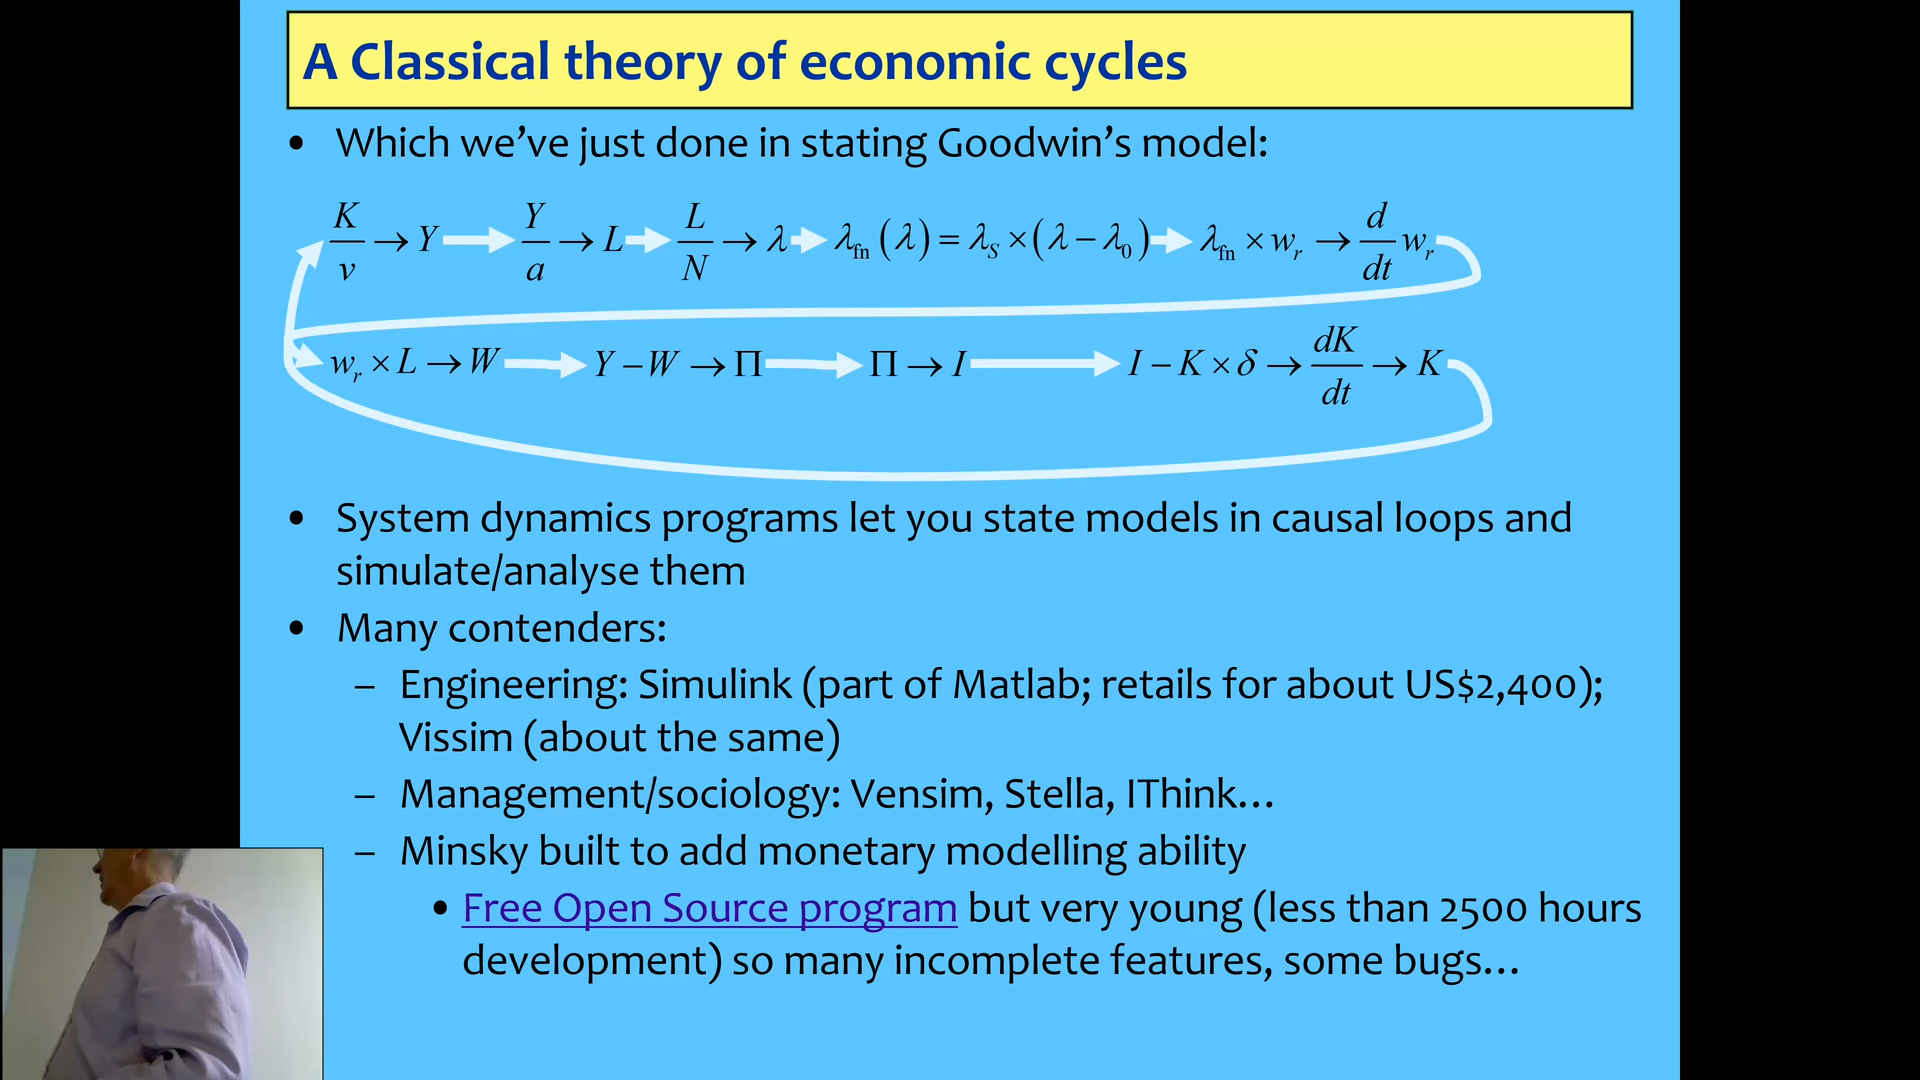 A Classical theory of economic cycles
• Which we’ve just done in stating Goodwin’s model:
K/v → Y → Y/a → L → L/N → λ → λfn(λ) = λS × (λ − λ0) → λfn × wr → d/dt wr
wr × L → W → Y − W → Π → Π → I → I − K × δ → dK/dt → K
• System dynamics programs let you state models in causal loops and
simulate/analyse them
• Many contenders:
– Engineering: Simulink (part of Matlab; retails for about US$2,400);
Vissim (about the same)
– Management/sociology: Vensim, Stella, IThink…
– Minsky built to add monetary modelling ability
• Free Open Source program but very young (less than 2500 hours
development) so many incomplete features, some bugs…